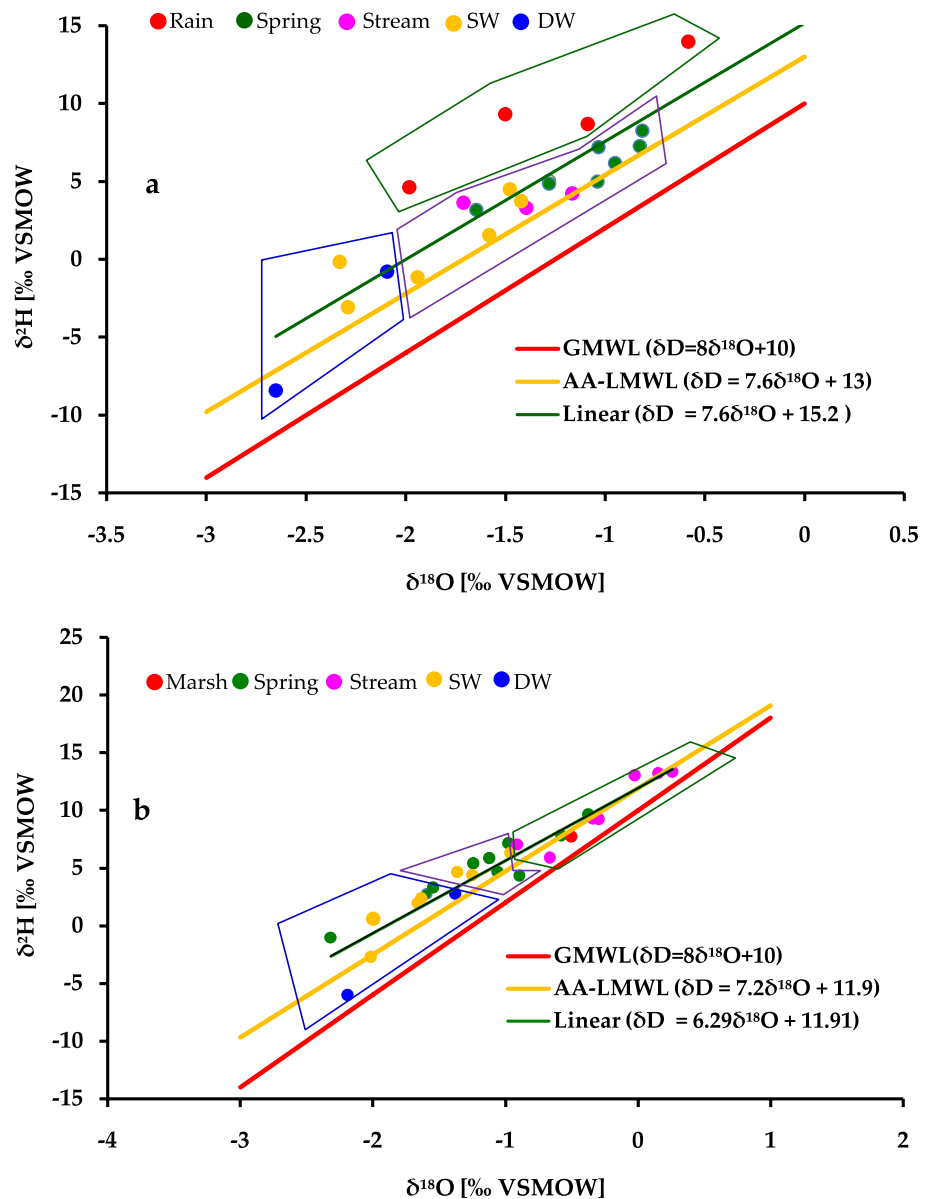 15
Rain Spring Stream SW DW
10
a
5
0
-5
-10
-15
δ²H [‰ VSMOW
GMWL (δD=8δ¹⁸O+10)
AA-LMWL (δD = 7.6δ¹⁸O + 13)
Linear (δD = 7.6δ¹⁸O + 15.2 )
-3.5 -3 -2.5 -2 -1.5 -1 -0.5 0 0.5
δ¹⁸O [‰ VSMOW]
25
Marsh Spring Stream SW DW
20
15
b
10
5
0
-5
-10
-15
δ²H [‰ VSMOW
GMWL(δD=8δ¹⁸O+10)
AA-LMWL (δD = 7.2δ¹⁸O + 11.9)
Linear (δD = 6.29δ¹⁸O + 11.91)
-4 -3 -2 -1 0 1 2
δ¹⁸O [‰ VSMOW]